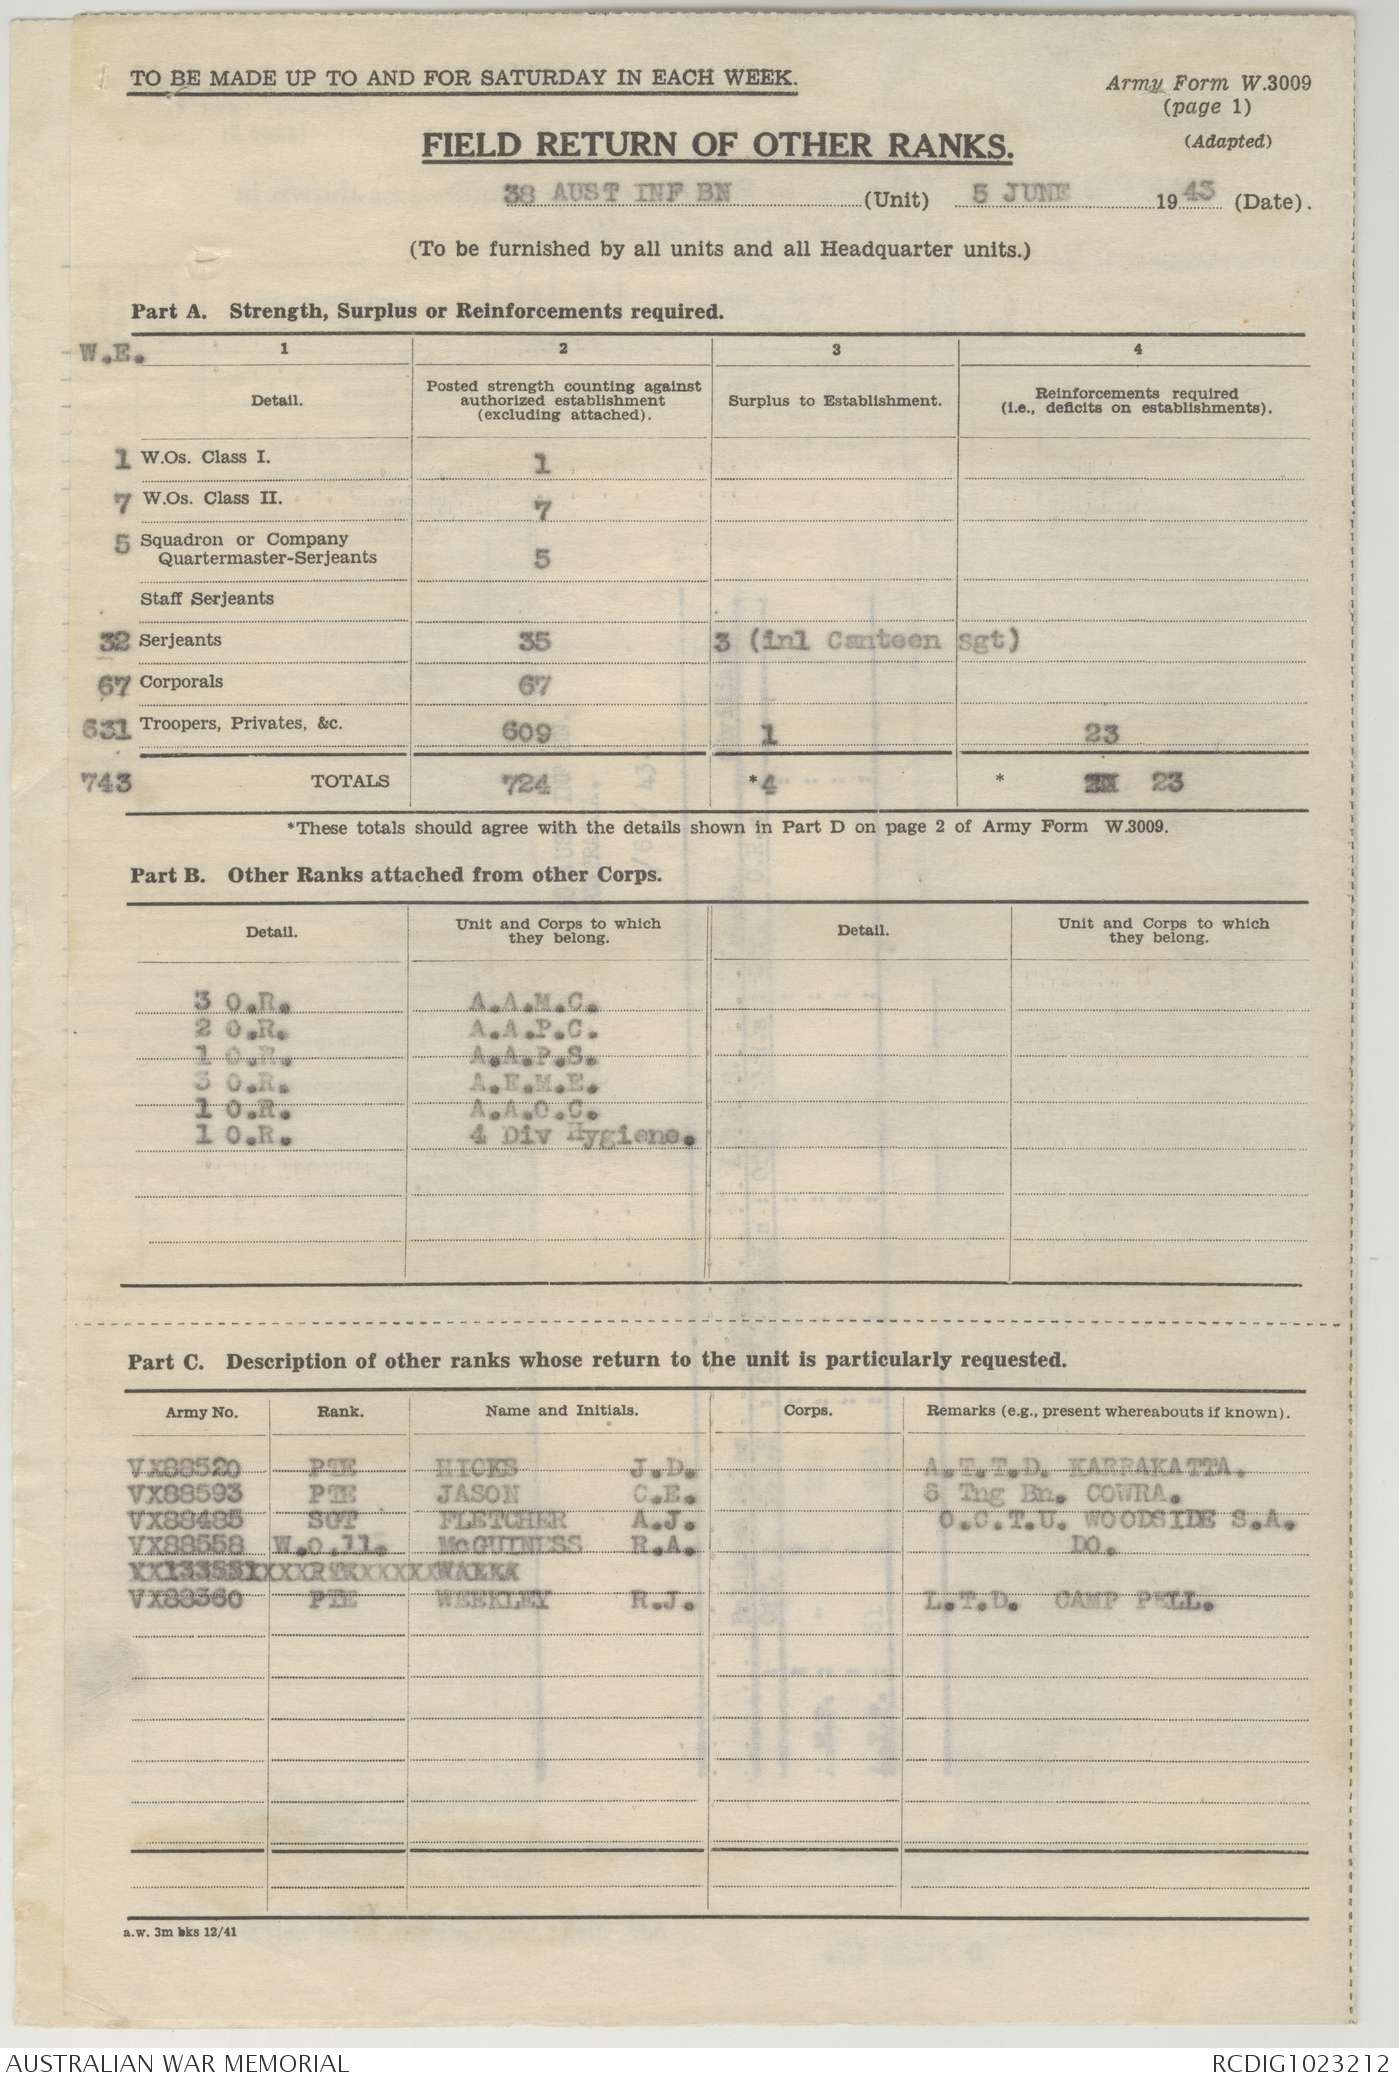 TO BE MADE UP TO AND FOR SATURDAY IN EACH WEEK.
Army Form W.3009
(page 1)
(Adapted)
FIELD RETURN OF OTHER RANKS.
38 AUST INF BN (Unit) 5 JUNE 1943 (Date).
(To be furnished by all units and all Headquarter units.)
Part A. Strength, Surplus or Reinforcements required.
W.E. 1 2 3 4
Detail. Posted strength counting against authorized establishment (excluding attached). Surplus to Establishment. Reinforcements required (i.e., deficits on establishments).
1 W.Os. Class I. 1
7 W.Os. Class II. 7
5 Squadron or Company
Quartermaster-Serjeants 5
Staff Serjeants
32 Serjeants 35 3 (inl Canteen Sgt)
67 Corporals 67
631 Troopers, Privates, &c. 609 1 23
743 TOTALS 724 *4 * 23
*These totals should agree with the details shown in Part D on page 2 of Army Form W.3009.
Part B. Other Ranks attached from other Corps.
Detail. Unit and Corps to which they belong. Detail. Unit and Corps to which they belong.
3 O.R. A.A.M.C.
2 O.R. A.A.P.C.
1 O.R. A.A.P.S.
3 O.R. A.E.M.E.
1 O.R. A.A.O.C.
1 O.R. 4 Div Hygiene.
Part C. Description of other ranks whose return to the unit is particularly requested.
Army No. Rank. Name and Initials. Corps. Remarks (e.g., present whereabouts if known).
VX88520 PTE HICKS J.D. A.T.T.D. KARRAKATTA.
VX88593 PTE JASON C.E. 6 Tng Bn. COWRA.
VX88485 SGT FLETCHER A.J. O.C.T.U. WOODSIDE S.A.
VX88558 W.o.11. McGUINESS R.A. DO.
VX88360 PTE WEEKLEY R.J. L.T.D. CAMP PELL.
a.w. 3m bks 12/41
AUSTRALIAN WAR MEMORIAL
RCDIG1023212